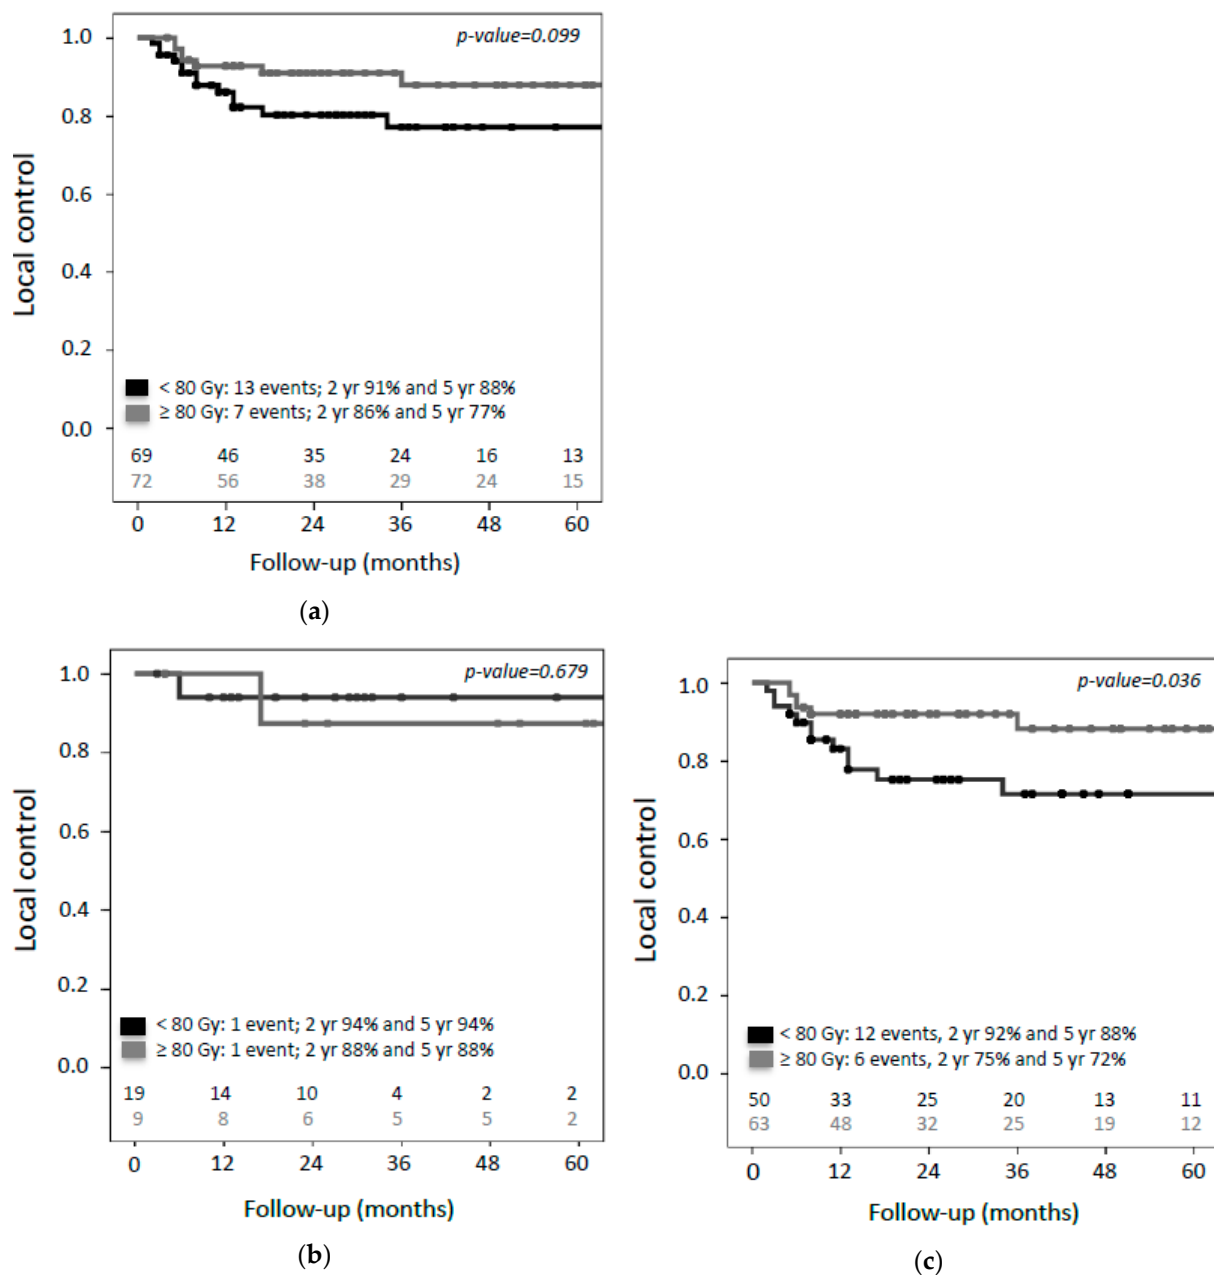 p-value=0.099
1.0
0.8
0.6
0.4
0.2
0.0
Local control
< 80 Gy: 13 events; 2 yr 91% and 5 yr 88%
≥ 80 Gy: 7 events; 2 yr 86% and 5 yr 77%
69 46 35 24 16 13
72 56 38 29 24 15
0 12 24 36 48 60
Follow-up (months)
(a)
p-value=0.679
1.0
0.8
0.6
0.4
0.2
0.0
Local control
< 80 Gy: 1 event; 2 yr 94% and 5 yr 94%
≥ 80 Gy: 1 event; 2 yr 88% and 5 yr 88%
19 14 10 4 2 2
9 8 6 5 5 2
0 12 24 36 48 60
Follow-up (months)
(b)
p-value=0.036
1.0
0.8
0.6
0.4
0.2
0.0
Local control
< 80 Gy: 12 events, 2 yr 92% and 5 yr 88%
≥ 80 Gy: 6 events, 2 yr 75% and 5 yr 72%
50 33 25 20 13 11
63 48 32 25 19 12
0 12 24 36 48 60
Follow-up (months)
(c)